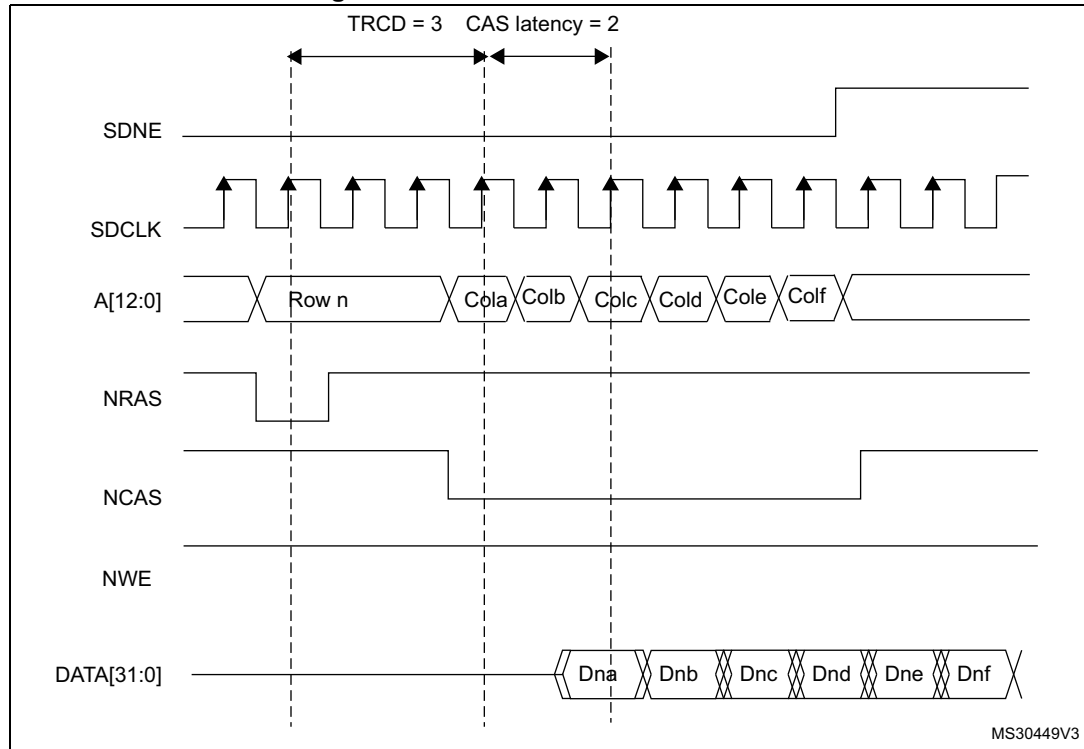 TRCD = 3 CAS latency = 2
SDNE
SDCLK
A[12:0] Row n Cola Colb Colc Cold Cole Colf
NRAS
NCAS
NWE
DATA[31:0] Dna Dnb Dnc Dnd Dne Dnf
MS30449V3